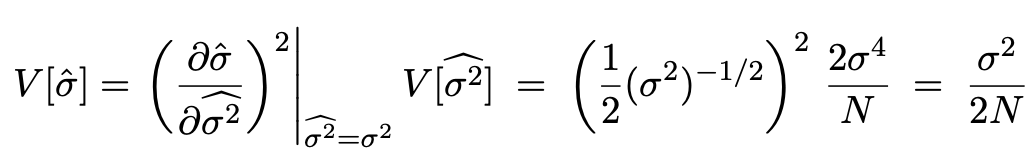 $V[\hat{\sigma}] = \left(\frac{\partial \hat{\sigma}}{\partial \widehat{\sigma^2}}\right)^2 \Bigg|_{\widehat{\sigma^2}=\sigma^2} V[\widehat{\sigma^2}] \; = \; \left(\frac{1}{2}(\sigma^2)^{-1/2}\right)^2 \frac{2\sigma^4}{N} \; = \; \frac{\sigma^2}{2N}$